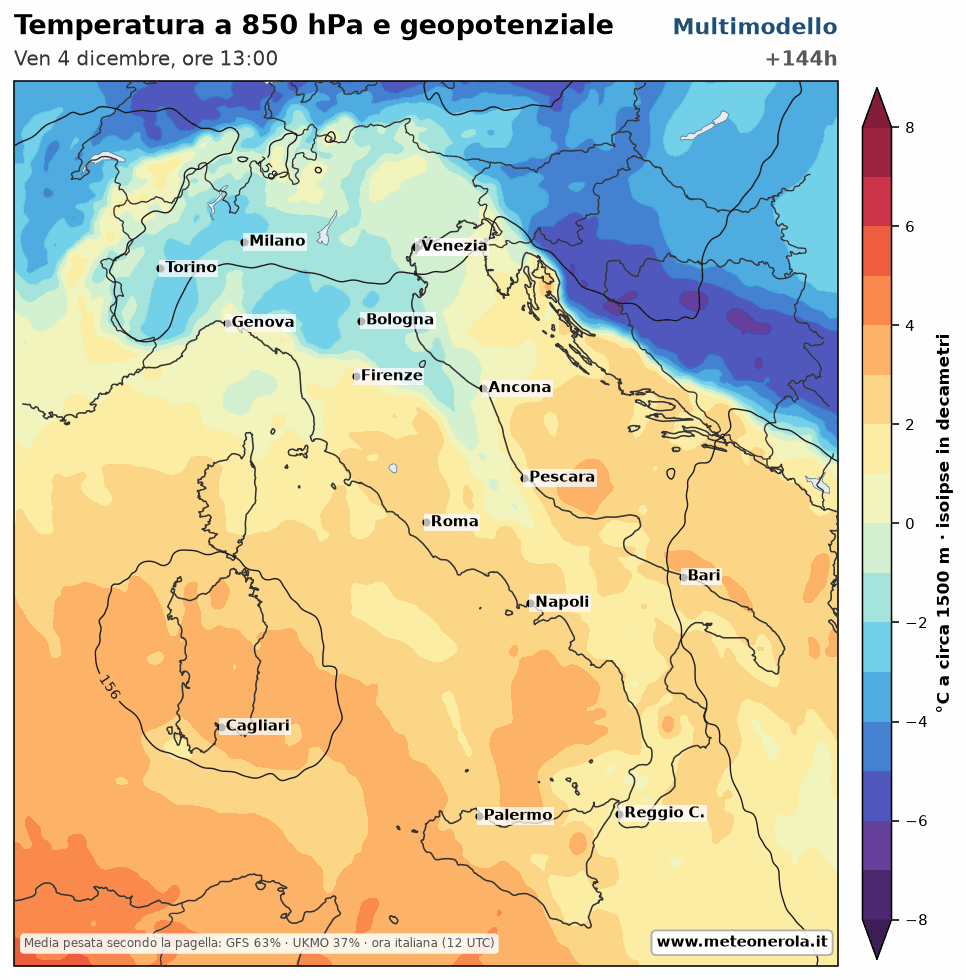 Temperatura a 850 hPa e geopotenziale
Multimodello
Ven 4 dicembre, ore 13:00
+144h
Milano
Venezia
Torino
Genova
Bologna
Firenze
Ancona
Pescara
Roma
Bari
Napoli
156
Cagliari
Palermo
Reggio C.
8
6
4
2
0
−2
−4
−6
−8
°C a circa 1500 m · isoipse in decametri
Media pesata secondo la pagella: GFS 63% · UKMO 37% · ora italiana (12 UTC)
www.meteonerola.it